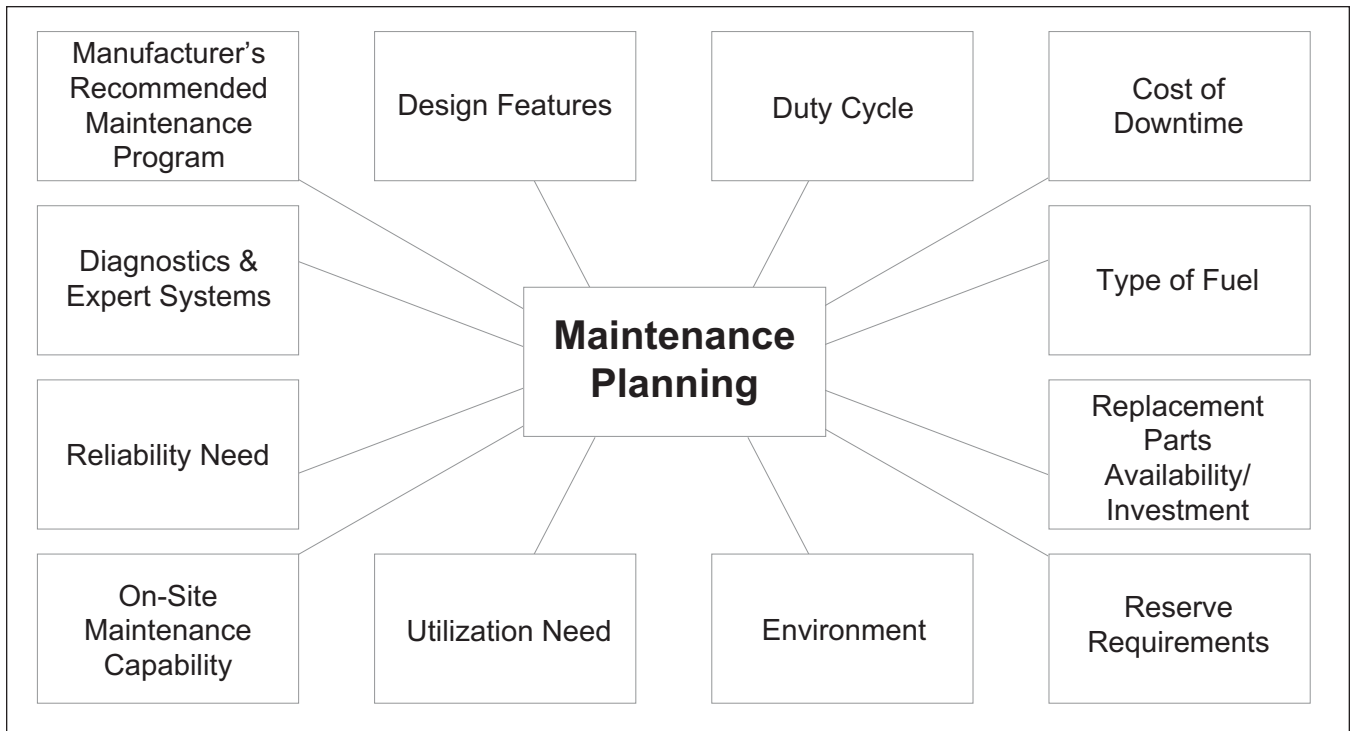 Manufacturer’s
Recommended
Maintenance
Program
Design Features
Duty Cycle
Cost of
Downtime
Diagnostics &
Expert Systems
Type of Fuel
Maintenance
Planning
Reliability Need
Replacement
Parts
Availability/
Investment
On-Site
Maintenance
Capability
Utilization Need
Environment
Reserve
Requirements